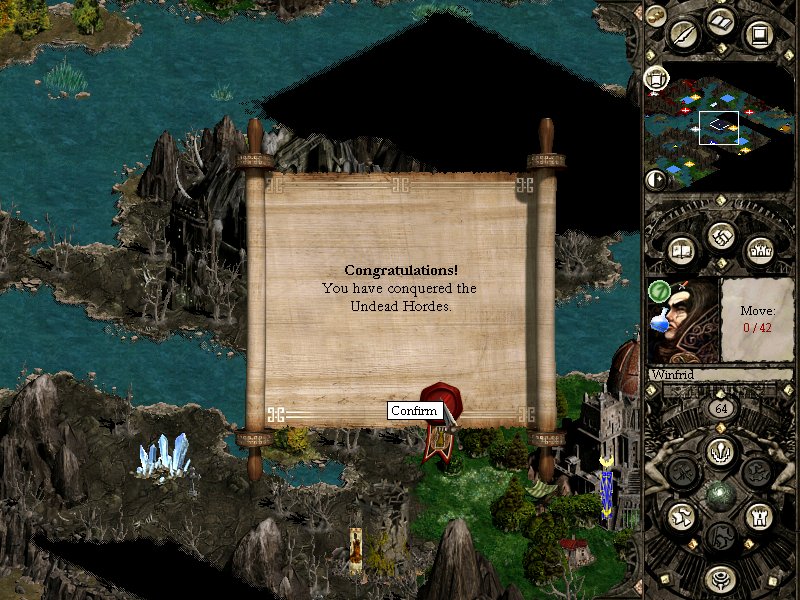 Congratulations!
You have conquered the
Undead Hordes.
Confirm
Move:
0 / 42
Winfrid
64